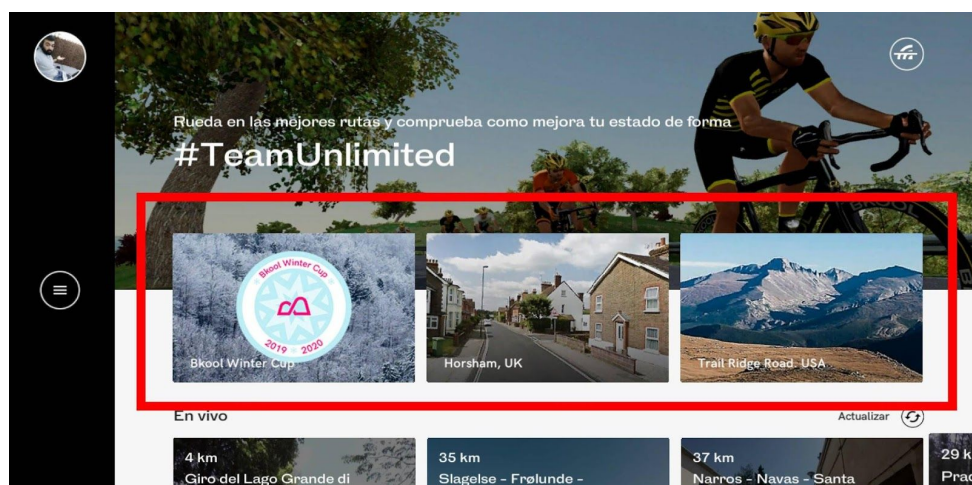 Rueda en las mejores rutas y comprueba como mejora tu estado de forma
#TeamUnlimited
Bkool Winter Cup
2019 2020
Bkool Winter Cup
Horsham, UK
Trail Ridge Road. USA
En vivo
Actualizar
4 km
Giro del Lago Grande di
35 km
Slagelse - Frølunde -
37 km
Narros - Navas - Santa
29 k